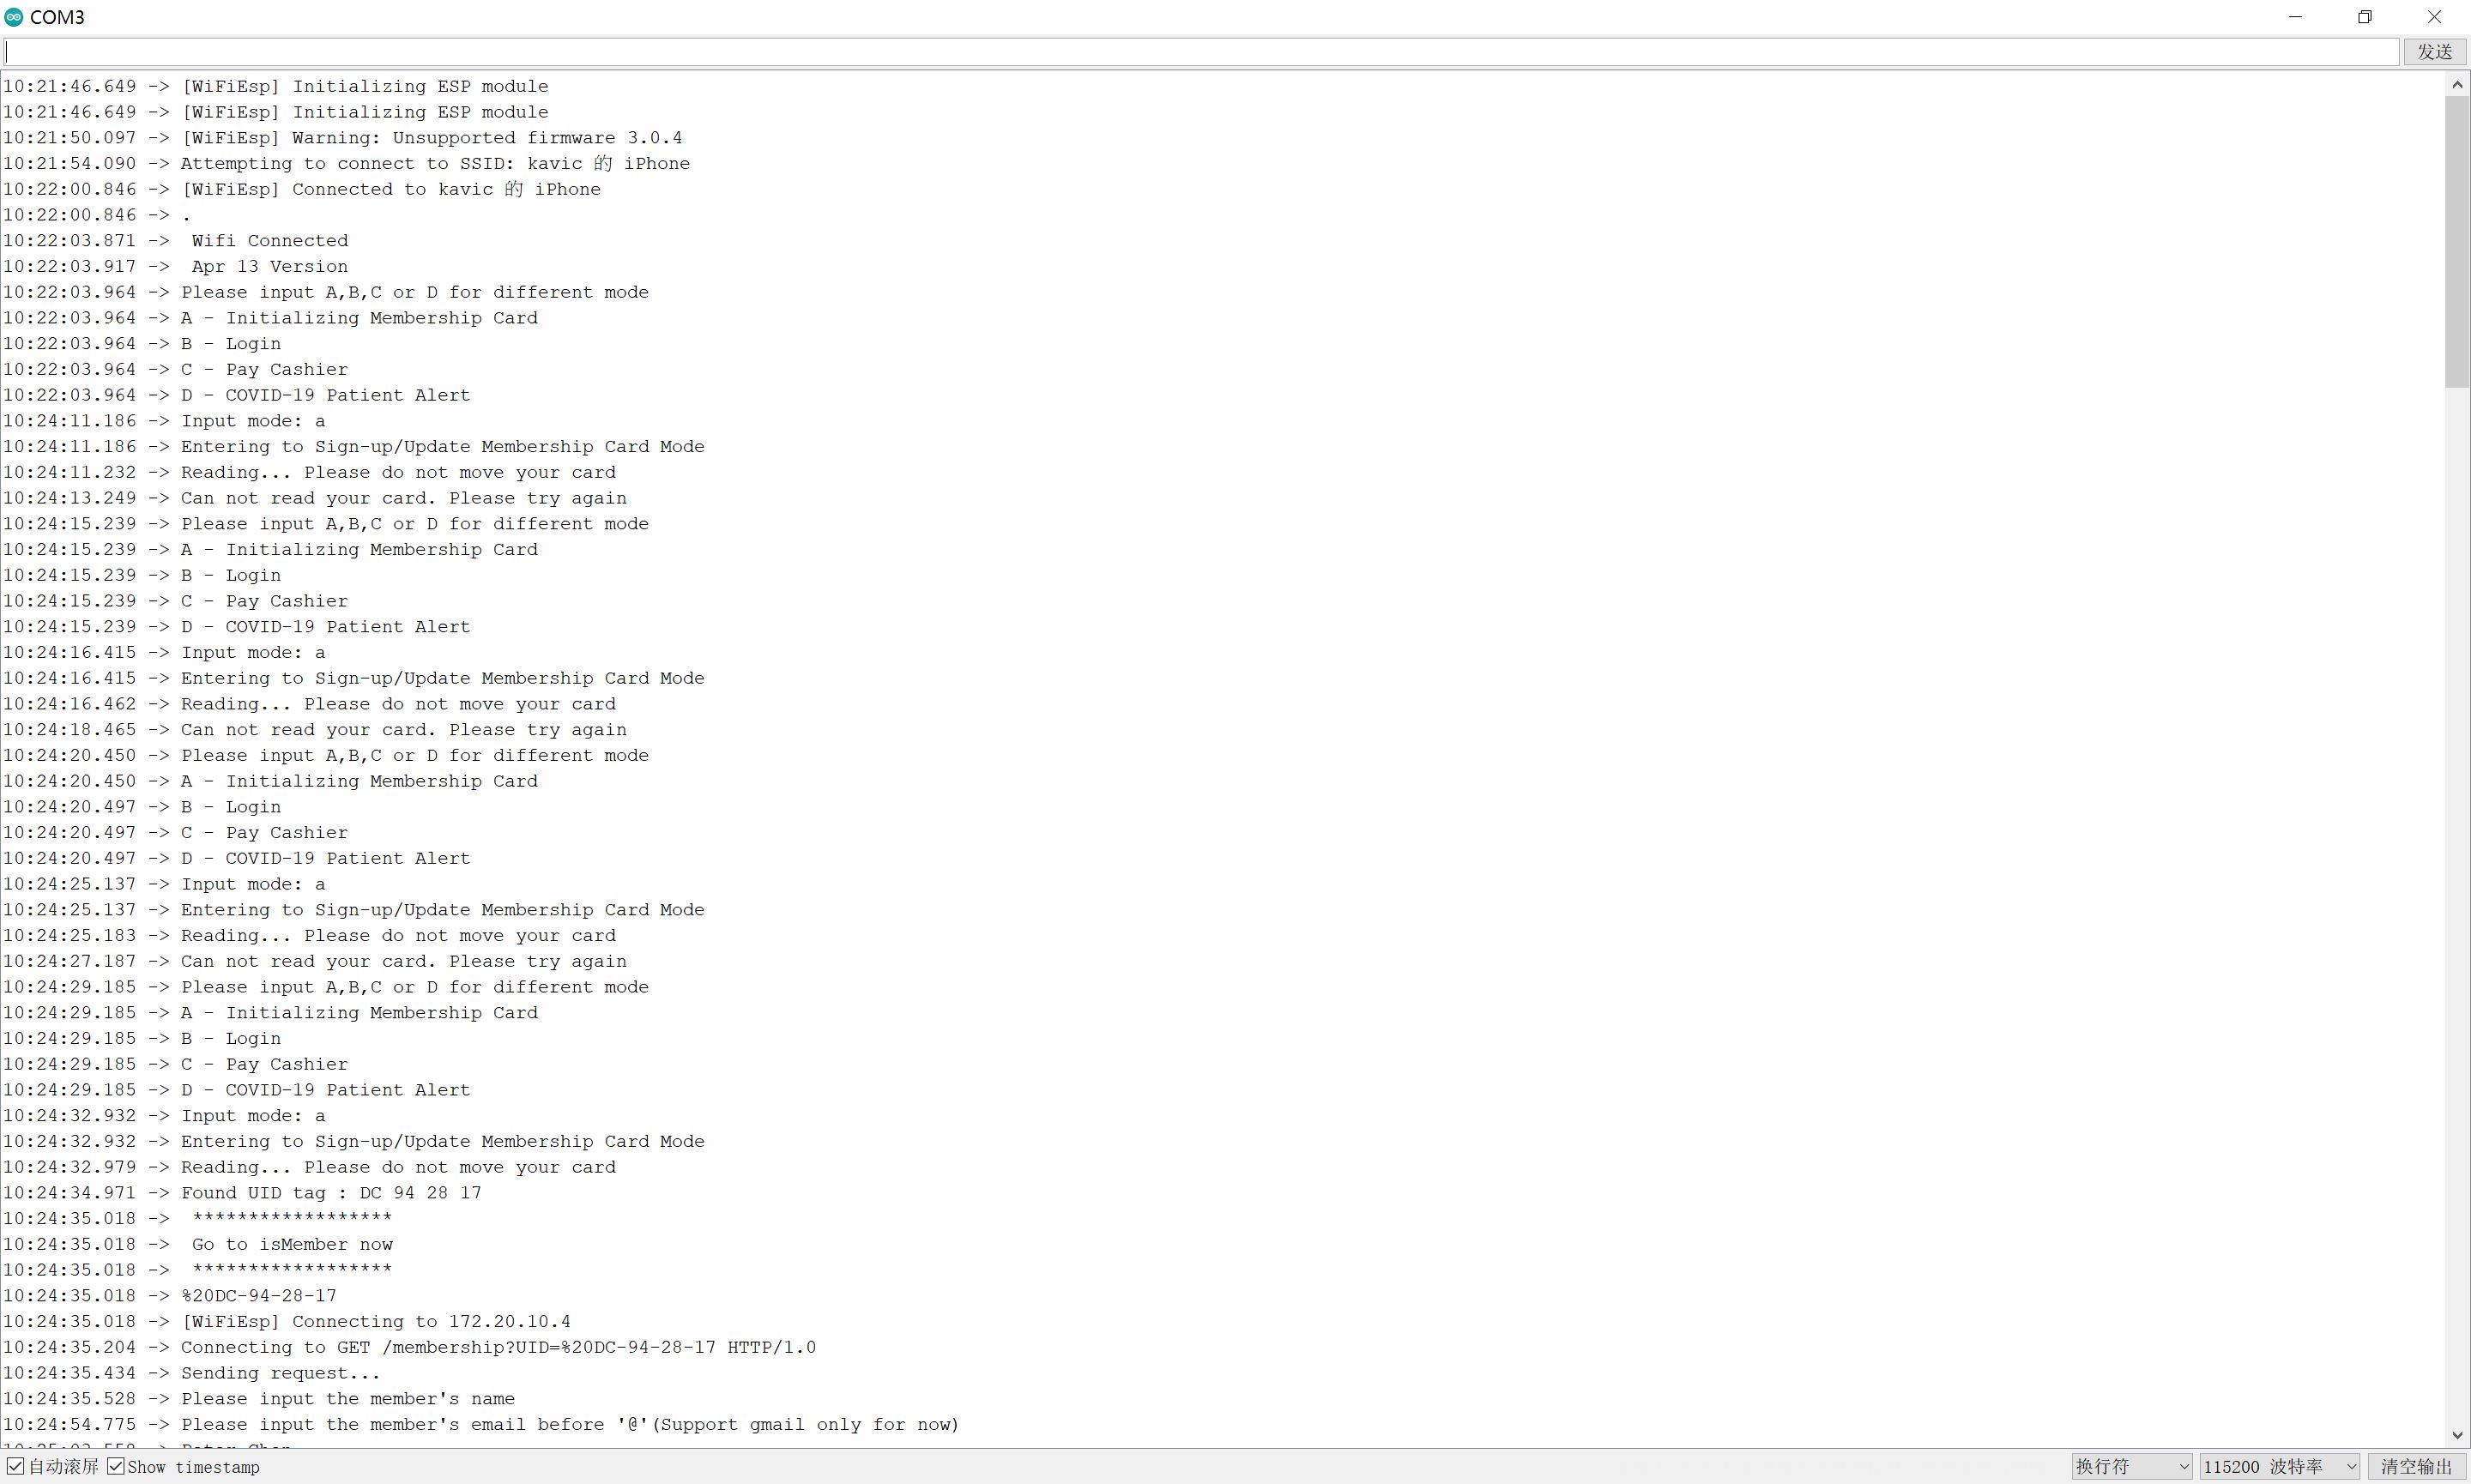 COM3
发送
10:21:46.649 -> [WiFiEsp] Initializing ESP module
10:21:46.649 -> [WiFiEsp] Initializing ESP module
10:21:50.097 -> [WiFiEsp] Warning: Unsupported firmware 3.0.4
10:21:54.090 -> Attempting to connect to SSID: kavic 的 iPhone
10:22:00.846 -> [WiFiEsp] Connected to kavic 的 iPhone
10:22:00.846 -> .
10:22:03.871 ->  Wifi Connected
10:22:03.917 ->  Apr 13 Version
10:22:03.964 -> Please input A,B,C or D for different mode
10:22:03.964 -> A - Initializing Membership Card
10:22:03.964 -> B - Login
10:22:03.964 -> C - Pay Cashier
10:22:03.964 -> D - COVID-19 Patient Alert
10:24:11.186 -> Input mode: a
10:24:11.186 -> Entering to Sign-up/Update Membership Card Mode
10:24:11.232 -> Reading... Please do not move your card
10:24:13.249 -> Can not read your card. Please try again
10:24:15.239 -> Please input A,B,C or D for different mode
10:24:15.239 -> A - Initializing Membership Card
10:24:15.239 -> B - Login
10:24:15.239 -> C - Pay Cashier
10:24:15.239 -> D - COVID-19 Patient Alert
10:24:16.415 -> Input mode: a
10:24:16.415 -> Entering to Sign-up/Update Membership Card Mode
10:24:16.462 -> Reading... Please do not move your card
10:24:18.465 -> Can not read your card. Please try again
10:24:20.450 -> Please input A,B,C or D for different mode
10:24:20.450 -> A - Initializing Membership Card
10:24:20.497 -> B - Login
10:24:20.497 -> C - Pay Cashier
10:24:20.497 -> D - COVID-19 Patient Alert
10:24:25.137 -> Input mode: a
10:24:25.137 -> Entering to Sign-up/Update Membership Card Mode
10:24:25.183 -> Reading... Please do not move your card
10:24:27.187 -> Can not read your card. Please try again
10:24:29.185 -> Please input A,B,C or D for different mode
10:24:29.185 -> A - Initializing Membership Card
10:24:29.185 -> B - Login
10:24:29.185 -> C - Pay Cashier
10:24:29.185 -> D - COVID-19 Patient Alert
10:24:32.932 -> Input mode: a
10:24:32.932 -> Entering to Sign-up/Update Membership Card Mode
10:24:32.979 -> Reading... Please do not move your card
10:24:34.971 -> Found UID tag : DC 94 28 17
10:24:35.018 ->  ******************
10:24:35.018 ->  Go to isMember now
10:24:35.018 ->  ******************
10:24:35.018 -> %20DC-94-28-17
10:24:35.018 -> [WiFiEsp] Connecting to 172.20.10.4
10:24:35.204 -> Connecting to GET /membership?UID=%20DC-94-28-17 HTTP/1.0
10:24:35.434 -> Sending request...
10:24:35.528 -> Please input the member's name
10:24:54.775 -> Please input the member's email before '@'(Support gmail only for now)
自动滚屏 Show timestamp 换行符 115200 波特率 清空输出